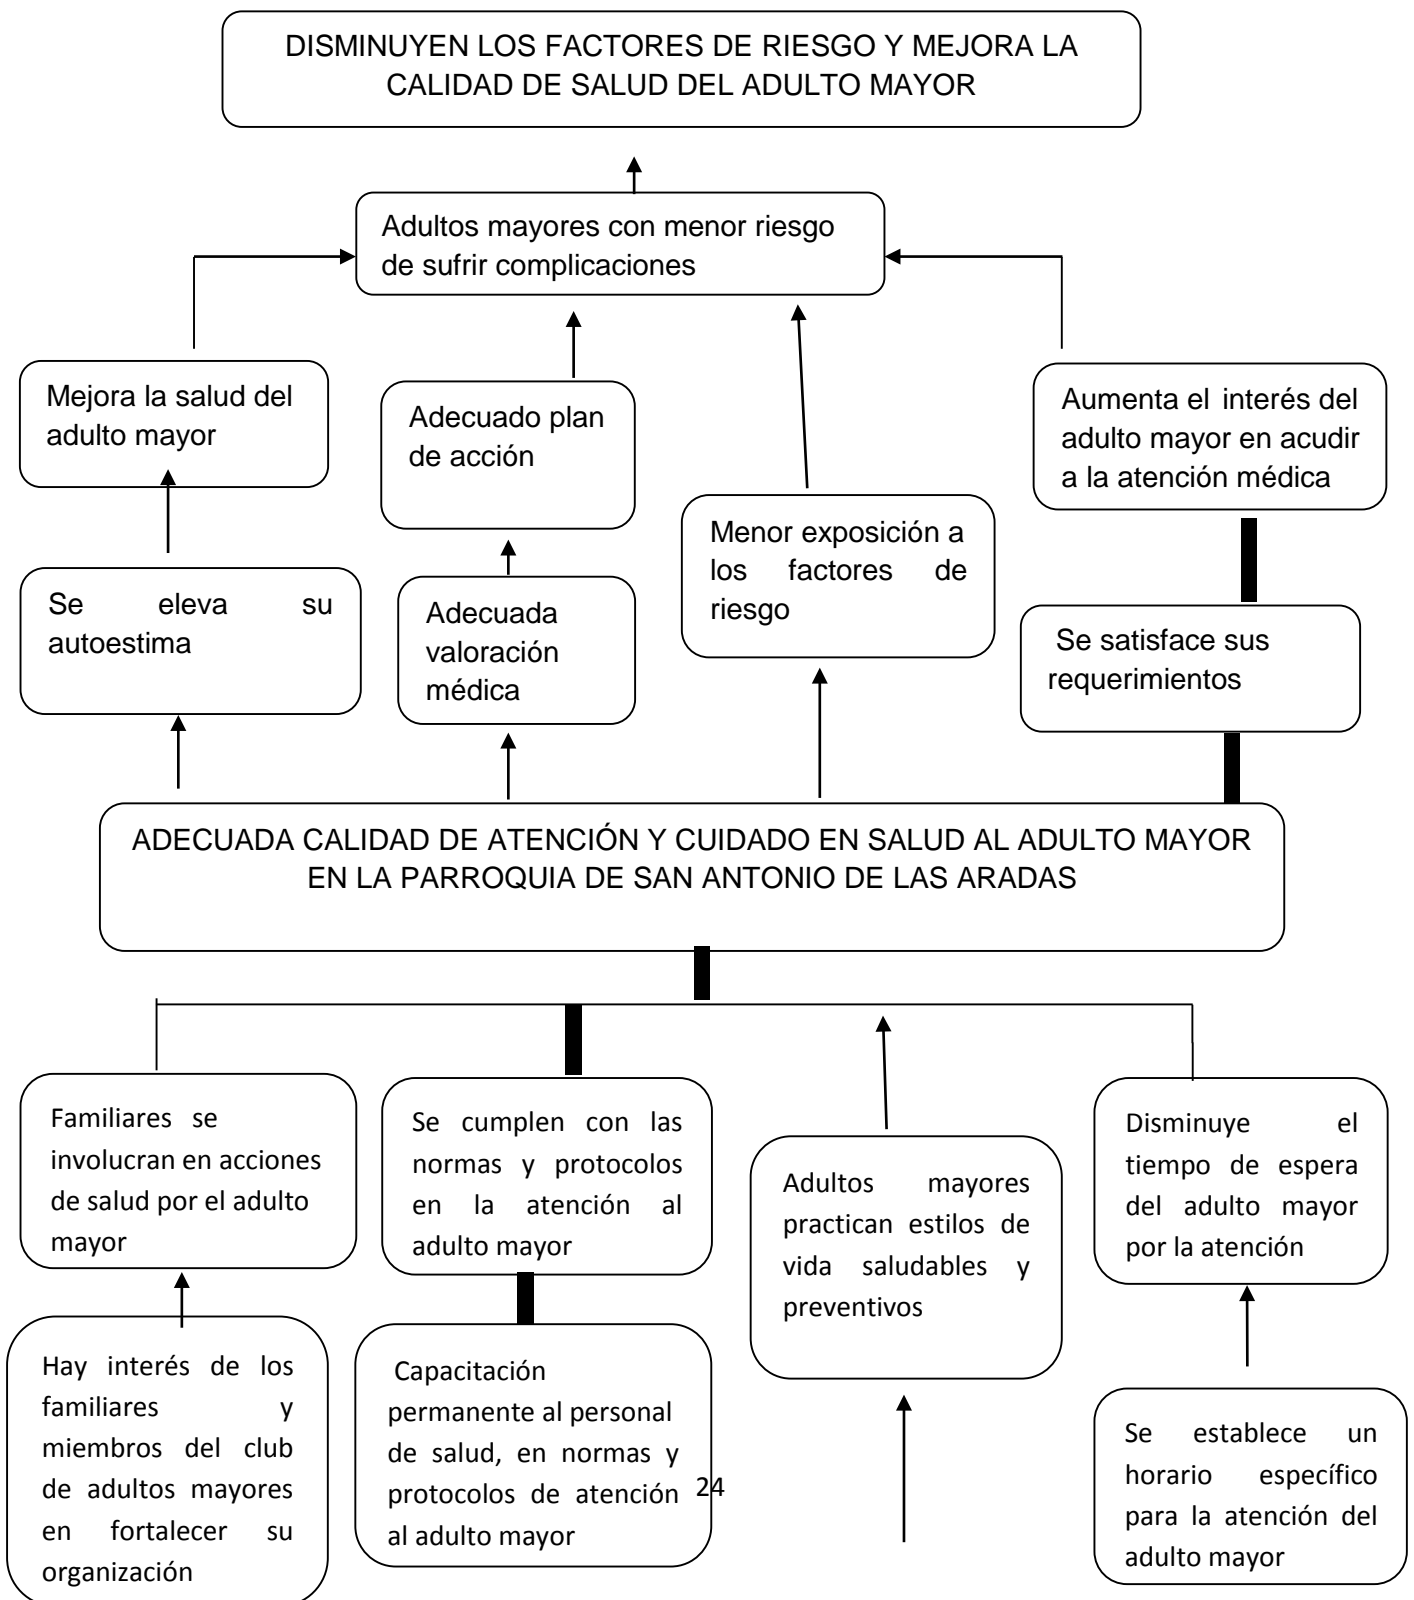 DISMINUYEN LOS FACTORES DE RIESGO Y MEJORA LA
CALIDAD DE SALUD DEL ADULTO MAYOR
Adultos mayores con menor riesgo
de sufrir complicaciones
Mejora la salud del
adulto mayor
Adecuado plan
de acción
Aumenta el interés del
adulto mayor en acudir
a la atención médica
Menor exposición a
los factores de
riesgo
Se eleva su
autoestima
Adecuada
valoración
médica
Se satisface sus
requerimientos
ADECUADA CALIDAD DE ATENCIÓN Y CUIDADO EN SALUD AL ADULTO MAYOR
EN LA PARROQUIA DE SAN ANTONIO DE LAS ARADAS
Familiares se
involucran en acciones
de salud por el adulto
mayor
Se cumplen con las
normas y protocolos
en la atención al
adulto mayor
Adultos mayores
practican estilos de
vida saludables y
preventivos
Disminuye el
tiempo de espera
del adulto mayor
por la atención
Hay interés de los
familiares y
miembros del club
de adultos mayores
en fortalecer su
organización
Capacitación
permanente al personal
de salud, en normas y
protocolos de atención
al adulto mayor
24
Se establece un
horario específico
para la atención del
adulto mayor